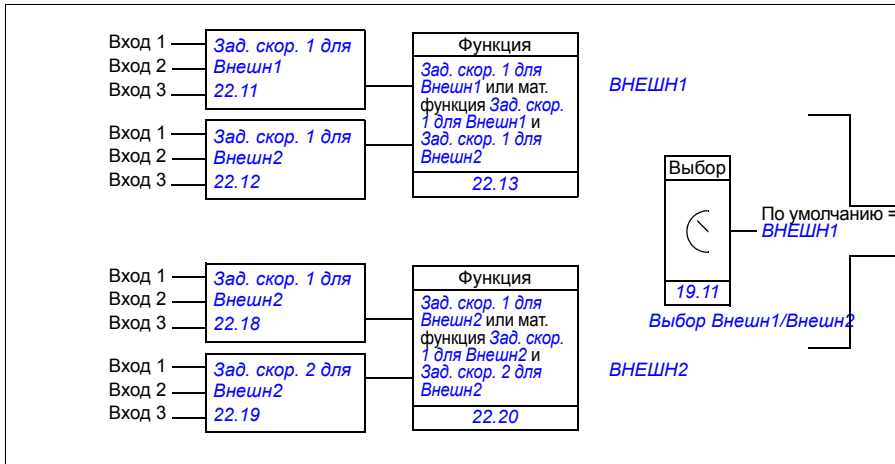 Вход 1
Вход 2
Вход 3
Зад. скор. 1 для
Внешн1
22.11
Вход 1
Вход 2
Вход 3
Зад. скор. 1 для
Внешн2
22.12
Функция
Зад. скор. 1 для
Внешн1 или мат.
функция Зад. скор.
1 для Внешн1 и
Зад. скор. 1 для
Внешн2
22.13
ВНЕШН1
Выбор
19.11
Выбор Внешн1/Внешн2
По умолчанию =
ВНЕШН1
Вход 1
Вход 2
Вход 3
Зад. скор. 1 для
Внешн2
22.18
Вход 1
Вход 2
Вход 3
Зад. скор. 2 для
Внешн2
22.19
Функция
Зад. скор. 1 для
Внешн2 или мат.
функция Зад. скор.
1 для Внешн2 и
Зад. скор. 2 для
Внешн2
22.20
ВНЕШН2